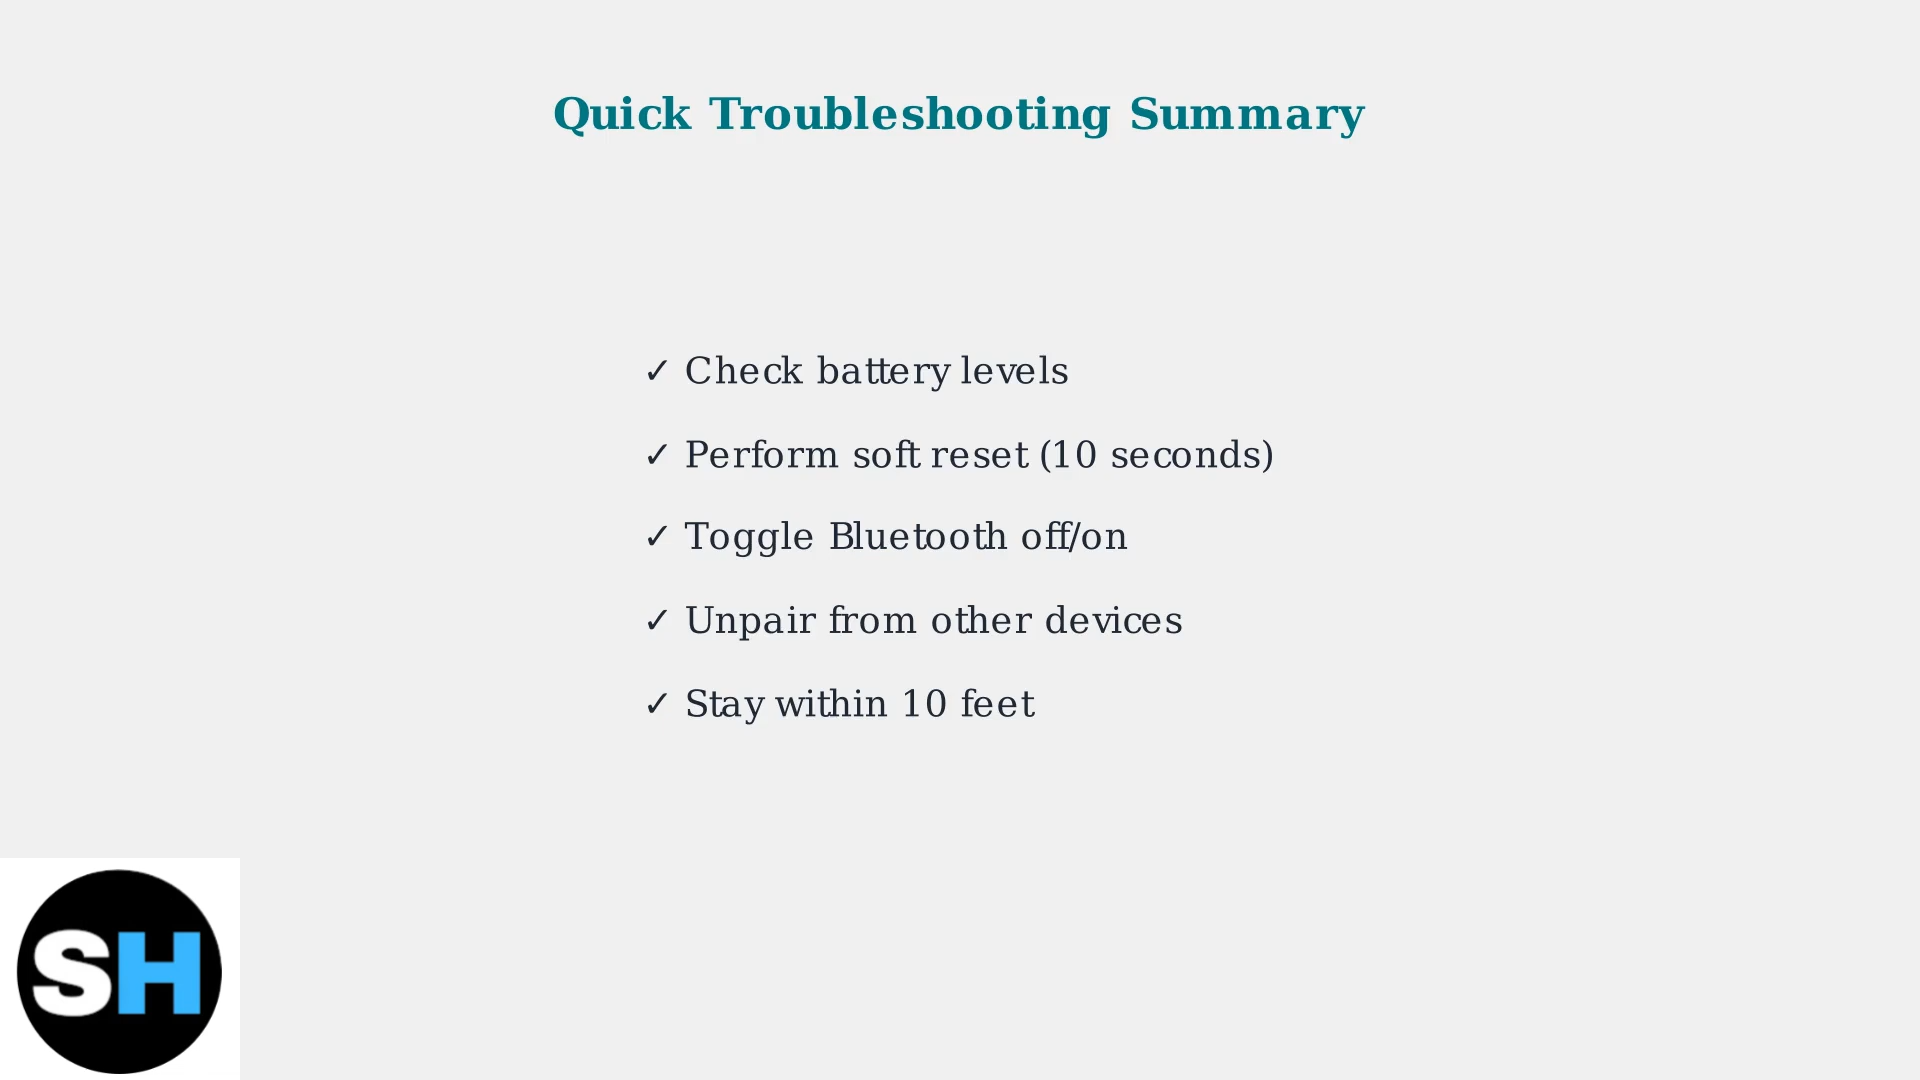 Quick Troubleshooting Summary
✓ Check battery levels
✓ Perform soft reset (10 seconds)
✓ Toggle Bluetooth off/on
✓ Unpair from other devices
✓ Stay within 10 feet
SH